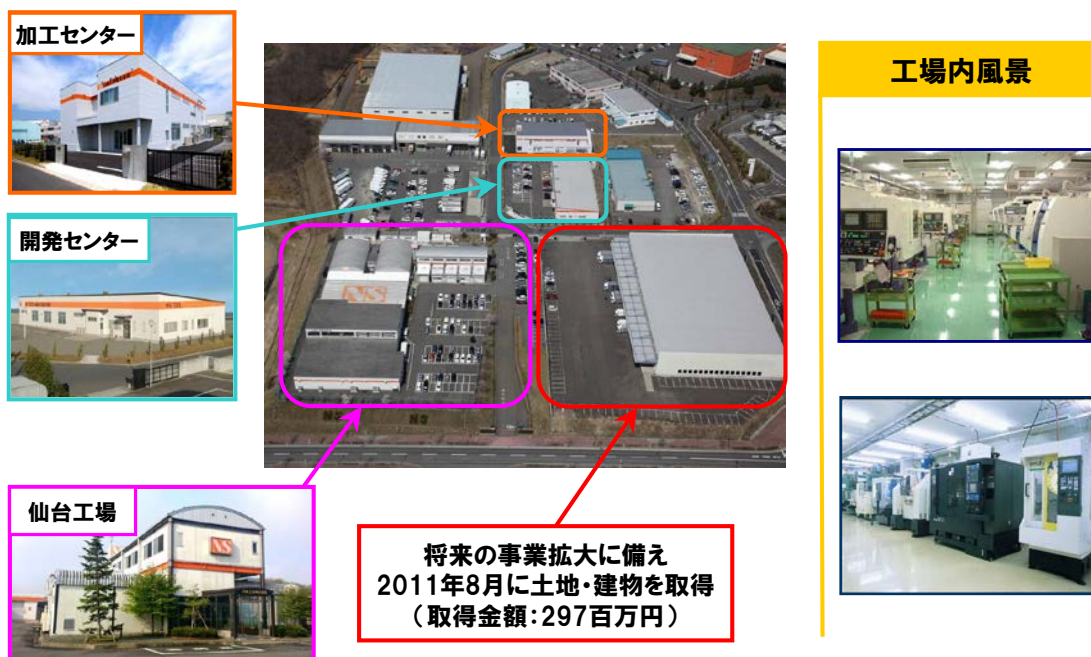 加工センター
開発センター
仙台工場
NS
NS
将来の事業拡大に備え
2011年8月に土地・建物を取得
（取得金額：297百万円）
工場内風景